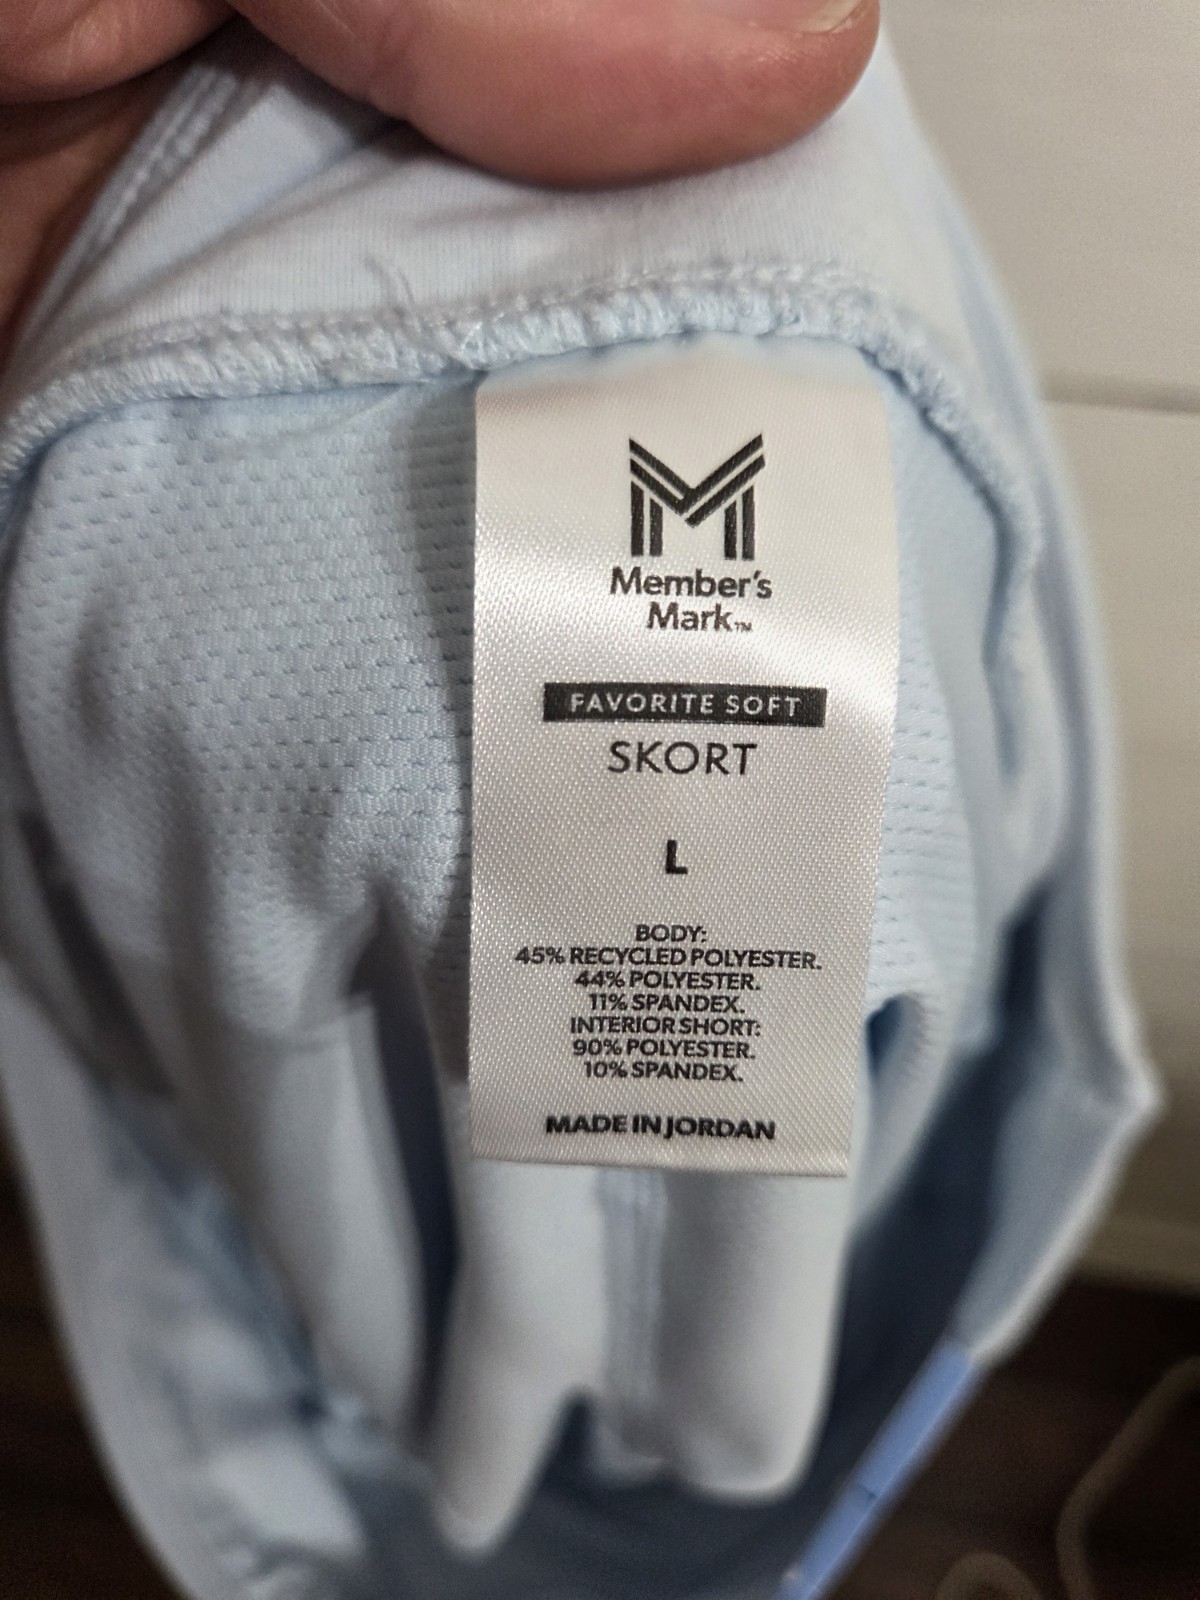 Member's
Mark™
FAVORITE SOFT
SKORT
L
BODY:
45% RECYCLED POLYESTER.
44% POLYESTER.
11% SPANDEX.
INTERIOR SHORT:
90% POLYESTER.
10% SPANDEX.
MADE IN JORDAN